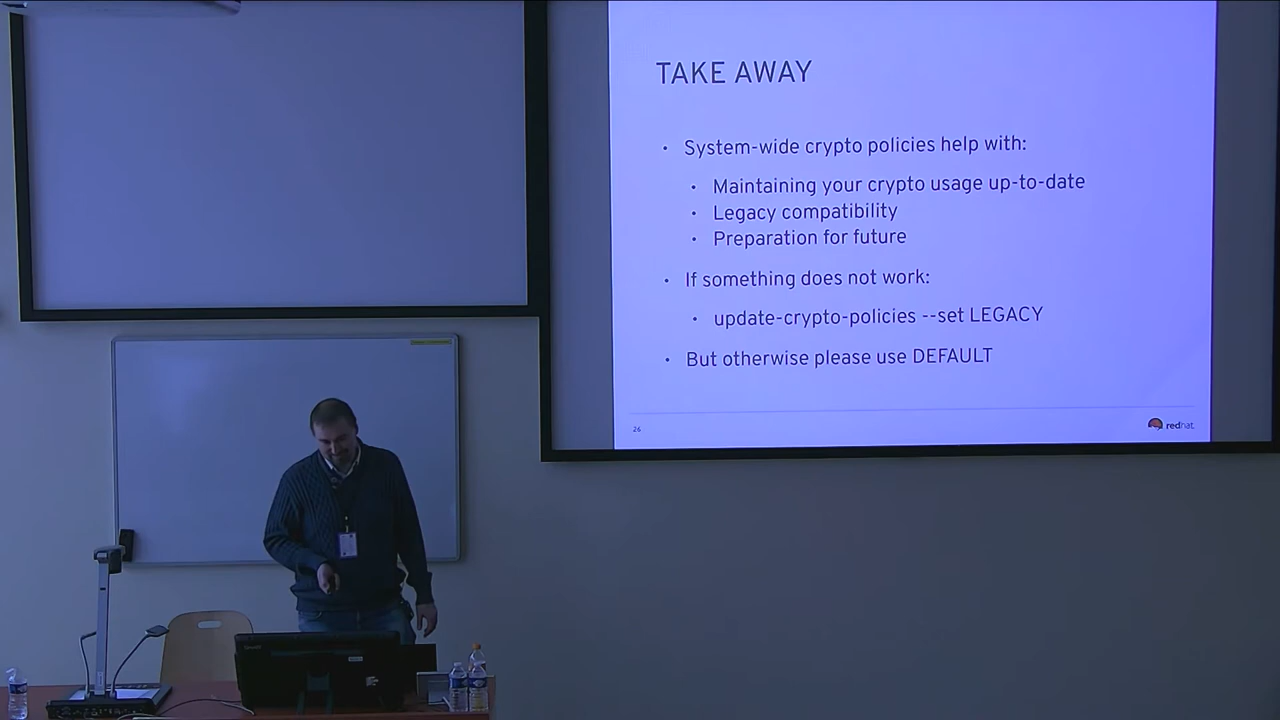 TAKE AWAY
• System-wide crypto policies help with:
• Maintaining your crypto usage up-to-date
• Legacy compatibility
• Preparation for future
• If something does not work:
• update-crypto-policies --set LEGACY
• But otherwise please use DEFAULT
26
redhat.